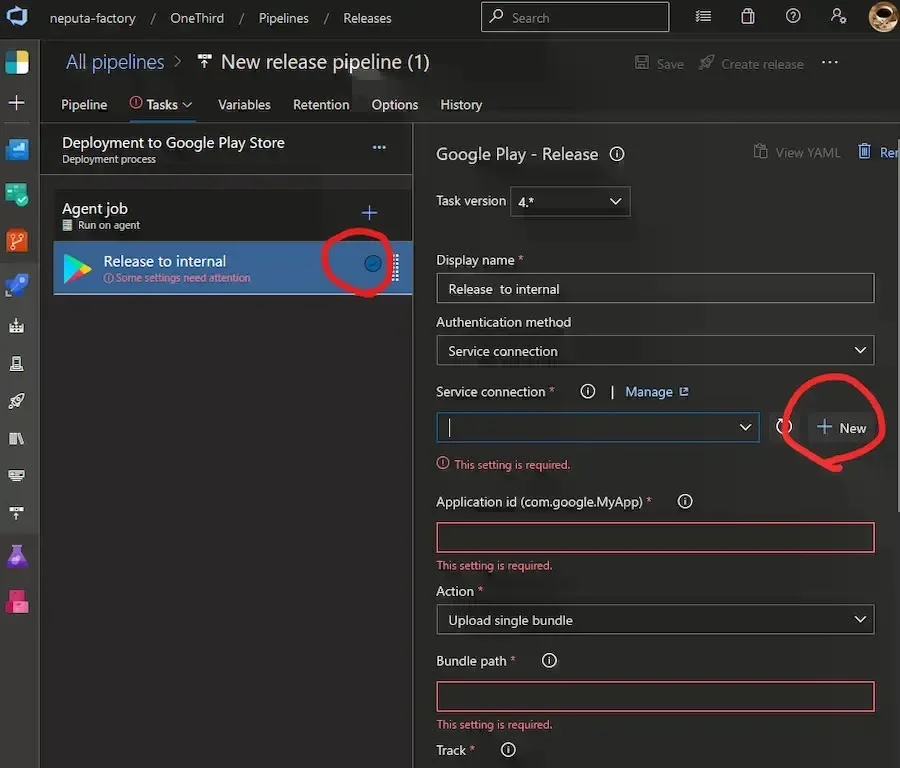 neputa-factory / OneThird / Pipelines / Releases
Search
All pipelines > New release pipeline (1)
Save
Create release
Pipeline
Tasks
Variables
Retention
Options
History
Deployment to Google Play Store
Deployment process
Agent job
Run on agent
Release to internal
Some settings need attention
Google Play - Release
View YAML
Rer
Task version
4.*
Display name *
Release to internal
Authentication method
Service connection
Service connection *
| Manage
New
This setting is required.
Application id (com.google.MyApp) *
This setting is required.
Action *
Upload single bundle
Bundle path *
This setting is required.
Track *